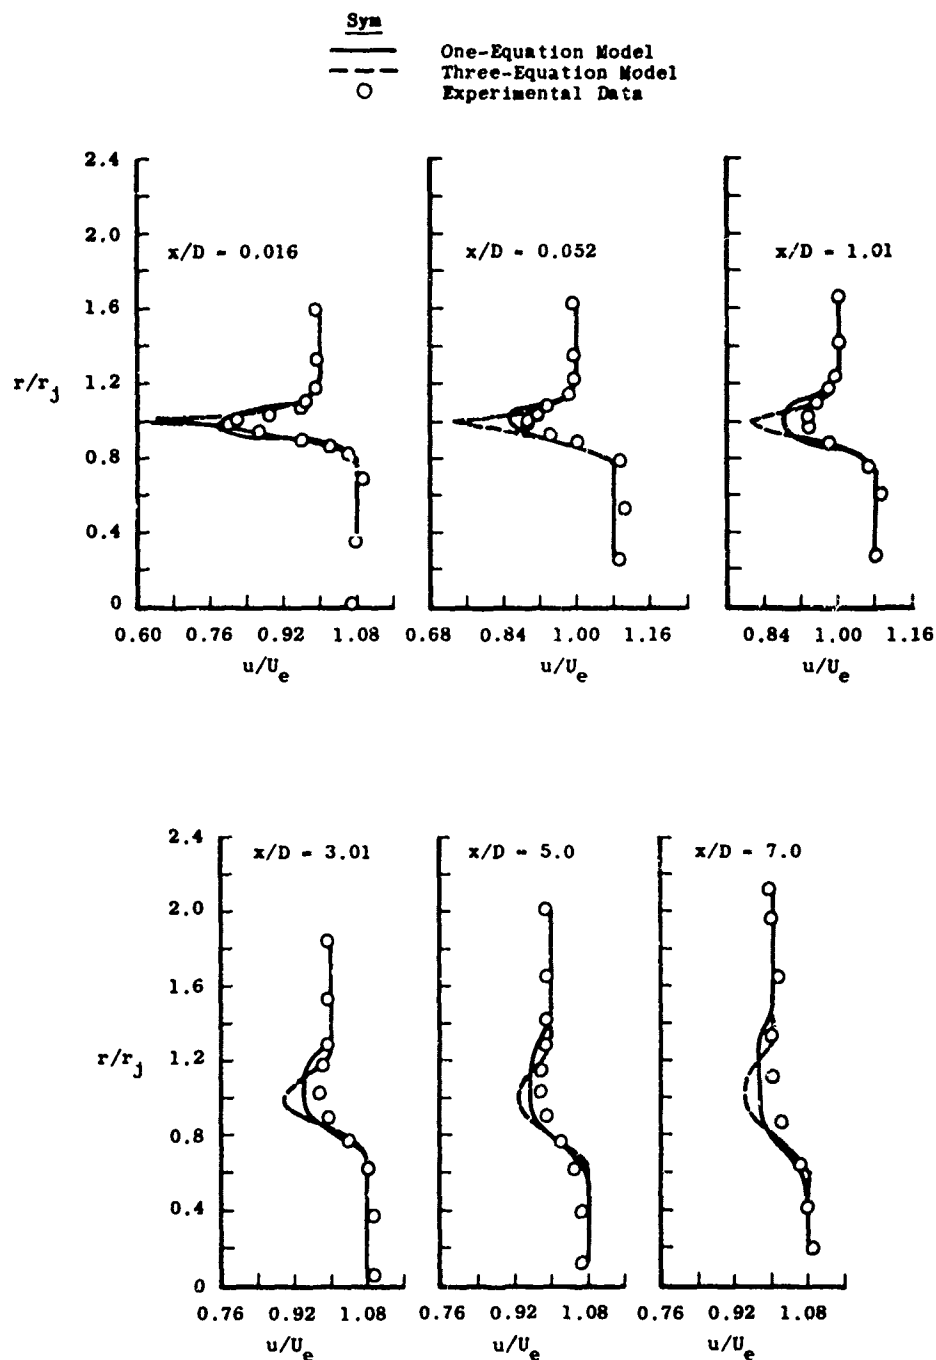 Sym
One-Equation Model
Three-Equation Model
Experimental Data
2.4
2.0
1.6
1.2
0.8
0.4
0
r/rj
x/D = 0.016
0.60 0.76 0.92 1.08
u/Ue
x/D = 0.052
0.68 0.84 1.00 1.16
u/Ue
x/D = 1.01
0.84 1.00 1.16
u/Ue
2.4
2.0
1.6
1.2
0.8
0.4
0
r/rj
x/D = 3.01
0.76 0.92 1.08
u/Ue
x/D = 5.0
0.76 0.92 1.08
u/Ue
x/D = 7.0
0.76 0.92 1.08
u/Ue